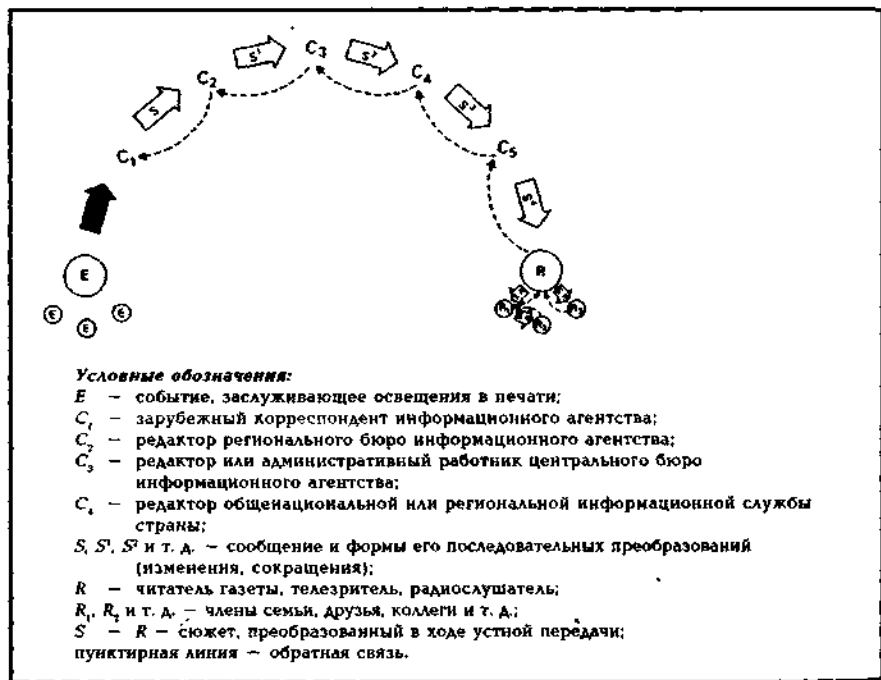 C₁
S
C₂
S¹
C₃
S²
C₄
S³
C₅
E
E
E
E
R
Условные обозначения:
E — событие, заслуживающее освещения в печати;
C₁ — зарубежный корреспондент информационного агентства;
C₂ — редактор регионального бюро информационного агентства;
C₃ — редактор или административный работник центрального бюро
информационного агентства;
C₄ — редактор общенациональной или региональной информационной службы
страны;
S, S¹, S² и т. д. — сообщение и формы его последовательных преобразований
(изменения, сокращения);
R — читатель газеты, телезритель, радиослушатель;
R₁, R₂ и т. д. — члены семьи, друзья, коллеги и т. д.;
S — R — сюжет, преобразованный в ходе устной передачи;
пунктирная линия — обратная связь.